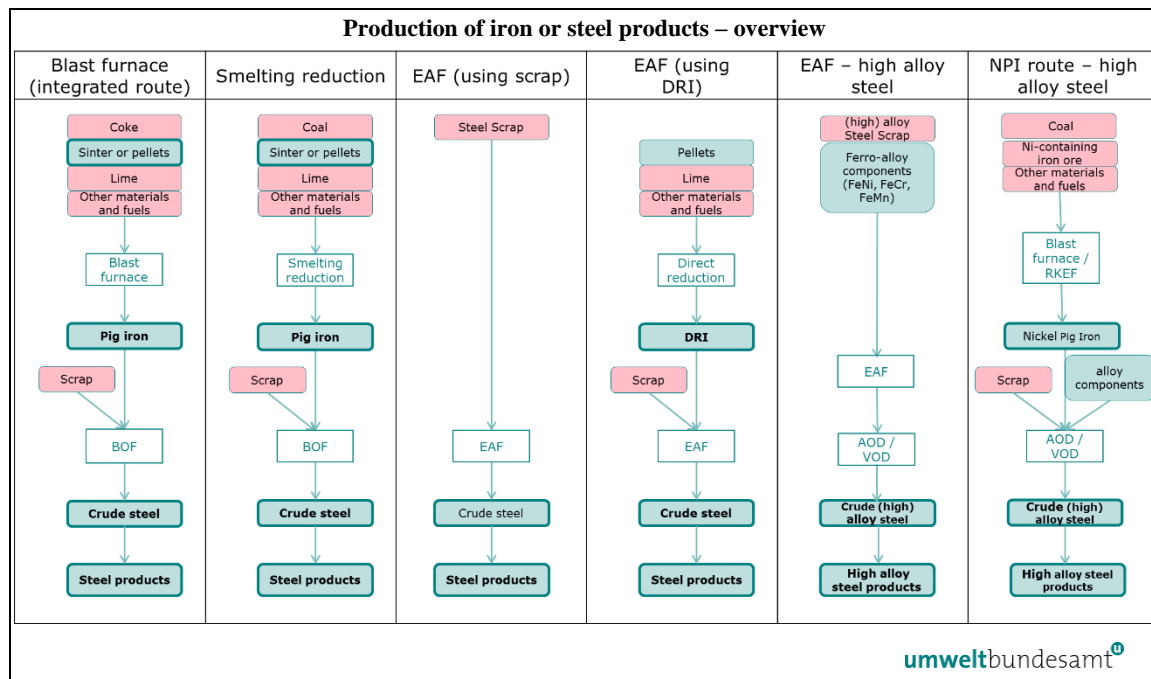 Production of iron or steel products – overview
Blast furnace
(integrated route)
Coke
Sinter or pellets
Lime
Other materials
and fuels
Blast
furnace
Pig iron
Scrap
BOF
Crude steel
Steel products
Smelting reduction
Coal
Sinter or pellets
Lime
Other materials
and fuels
Smelting
reduction
Pig iron
Scrap
BOF
Crude steel
Steel products
EAF (using scrap)
Steel Scrap
EAF
Crude steel
Steel products
EAF (using
DRI)
Pellets
Lime
Other materials
and fuels
Direct
reduction
DRI
Scrap
EAF
Crude steel
Steel products
EAF – high alloy
steel
(high) alloy
Steel Scrap
Ferro-alloy
components
(FeNi, FeCr,
FeMn)
EAF
AOD /
VOD
Crude (high)
alloy steel
High alloy
steel products
NPI route – high
alloy steel
Coal
Ni-containing
iron ore
Other materials
and fuels
Blast
furnace /
RKEF
Nickel Pig Iron
Scrap
alloy
components
AOD /
VOD
Crude (high)
alloy steel
High alloy steel
products
umweltbundesamt u